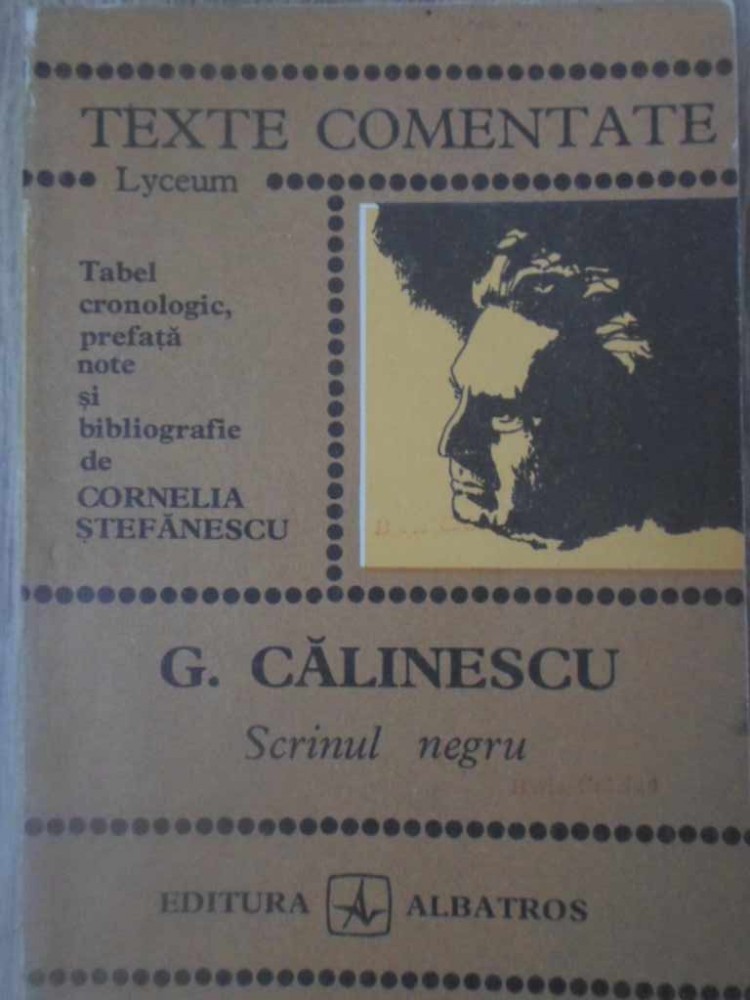 TEXTE COMENTATE
Lyceum
Tabel
cronologic,
prefață
note
și
bibliografie
de
CORNELIA
ȘTEFĂNESCU
G. CĂLINESCU
Scrinul negru
EDITURA ALBATROS